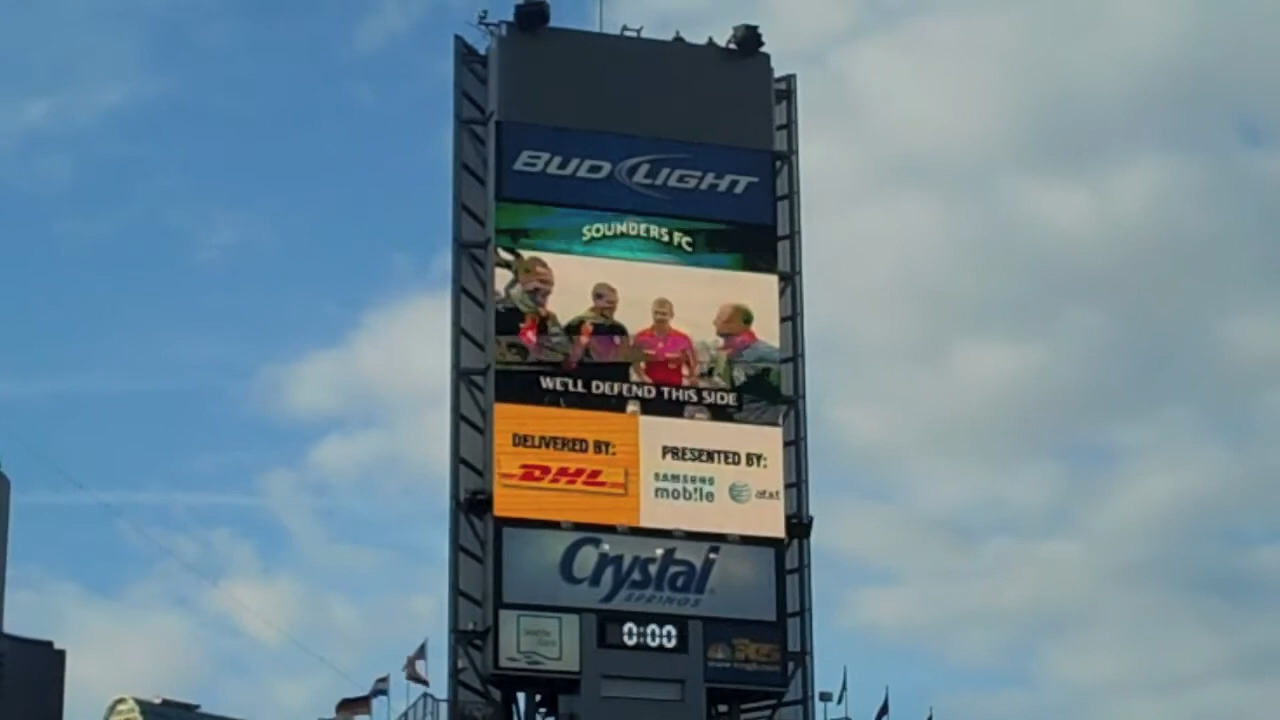 BUD LIGHT
SOUNDERS FC
WE'LL DEFEND THIS SIDE
DELIVERED BY:
DHL
PRESENTED BY:
SAMSUNG
mobile
at&t
Crystal
SPRINGS
0:00